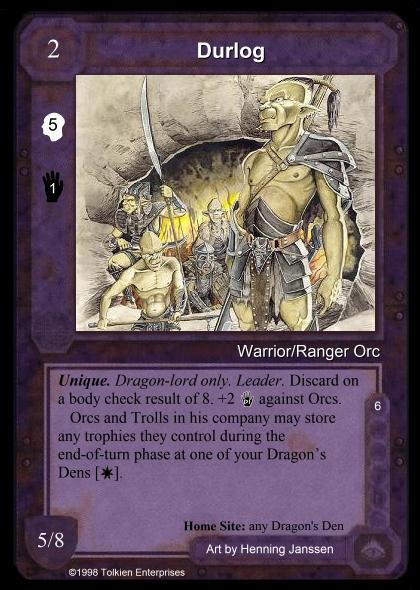 2
Durlog
5
1
Warrior/Ranger Orc
Unique. Dragon-lord only. Leader. Discard on
a body check result of 8. +2 against Orcs.
Orcs and Trolls in his company may store
any trophies they control during the
end-of-turn phase at one of your Dragon's
Dens [✷].
6
Home Site: any Dragon's Den
5/8
Art by Henning Janssen
©1998 Tolkien Enterprises